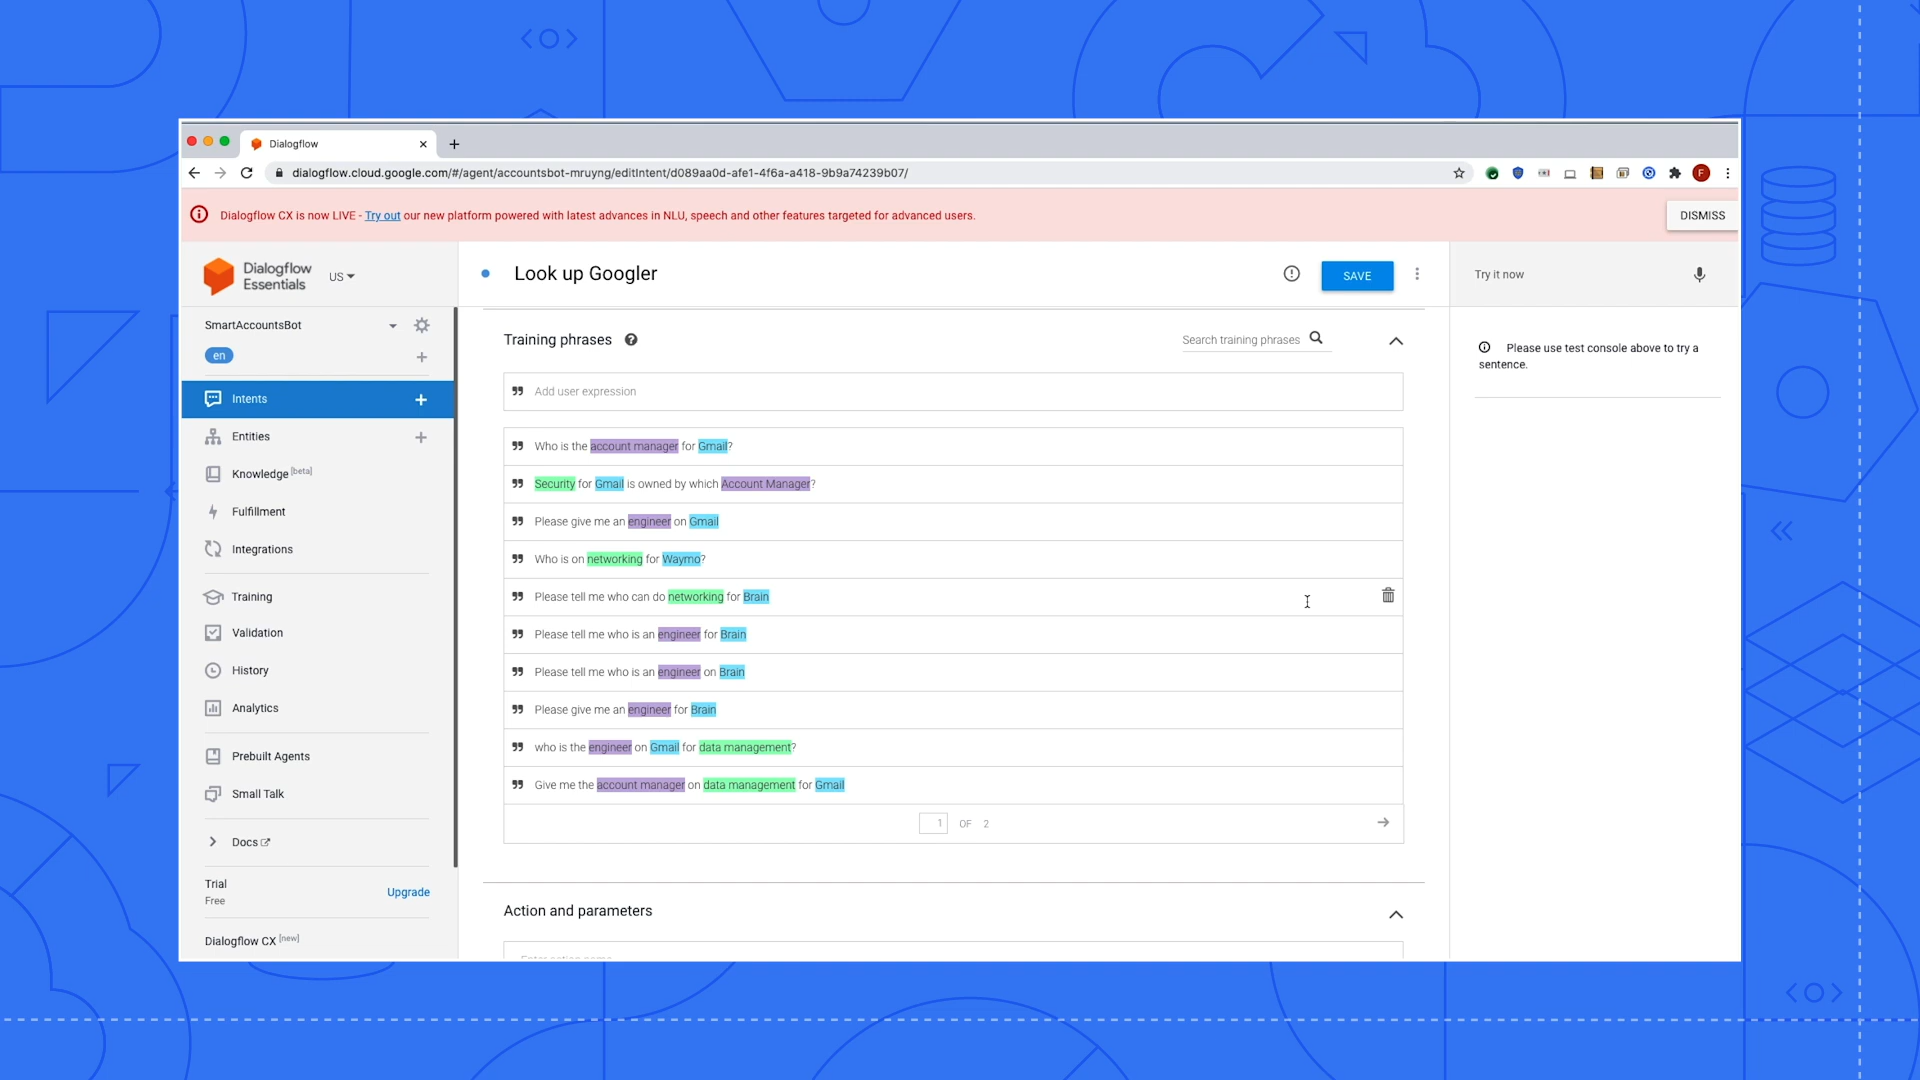 Dialogflow
dialogflow.cloud.google.com/#/agent/accountsbot-mruyng/editIntent/d089aa0d-afe1-4f6a-a418-9b9a74239b07/
F
Dialogflow CX is now LIVE - Try out our new platform powered with latest advances in NLU, speech and other features targeted for advanced users.
DISMISS
Dialogflow
Essentials
US
Look up Googler
SAVE
Try it now
SmartAccountsBot
en
Intents
Entities
Knowledge [beta]
Fulfillment
Integrations
Training
Validation
History
Analytics
Prebuilt Agents
Small Talk
Docs
Trial
Free
Upgrade
Dialogflow CX [new]
Training phrases
Search training phrases
Add user expression
Who is the account manager for Gmail?
Security for Gmail is owned by which Account Manager?
Please give me an engineer on Gmail
Who is on networking for Waymo?
Please tell me who can do networking for Brain
Please tell me who is an engineer for Brain
Please tell me who is an engineer on Brain
Please give me an engineer for Brain
who is the engineer on Gmail for data management?
Give me the account manager on data management for Gmail
1 OF 2
Action and parameters
Enter action name
Please use test console above to try a
sentence.